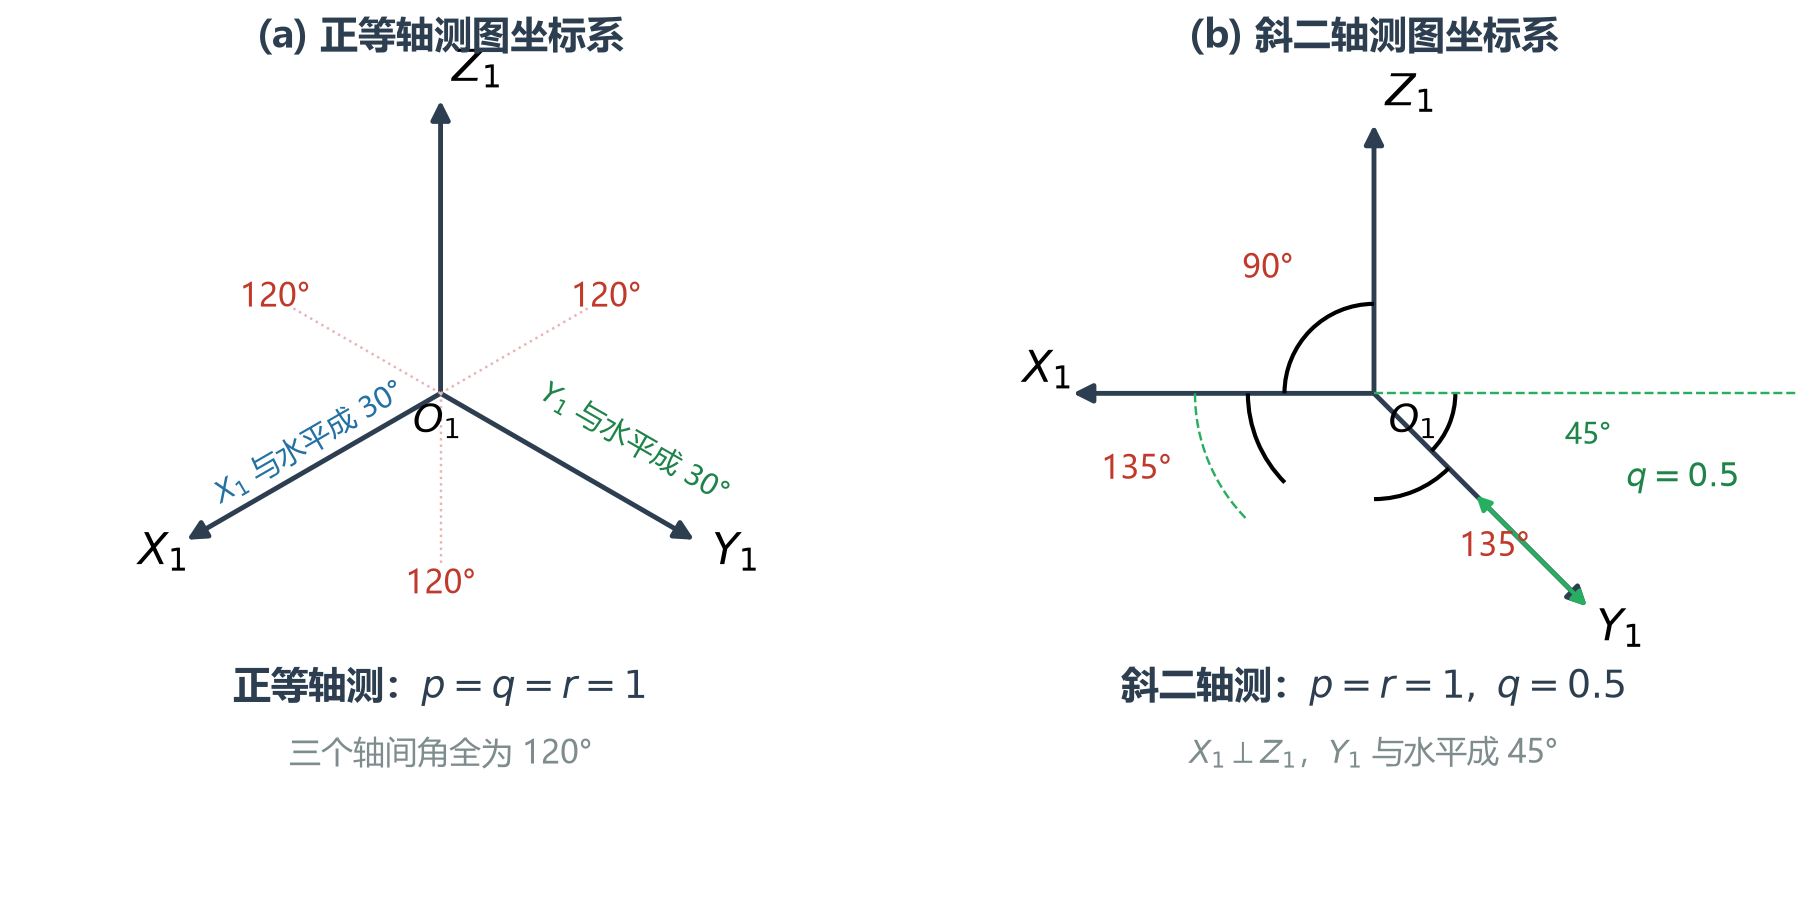 (a) 正等轴测图坐标系
Z₁
120°
120°
X₁ 与水平成 30°
Y₁ 与水平成 30°
O₁
X₁
Y₁
120°
正等轴测：p = q = r = 1
三个轴间角全为 120°
(b) 斜二轴测图坐标系
Z₁
90°
X₁
O₁
45°
135°
q = 0.5
135°
Y₁
斜二轴测：p = r = 1, q = 0.5
X₁ ⊥ Z₁, Y₁ 与水平成 45°